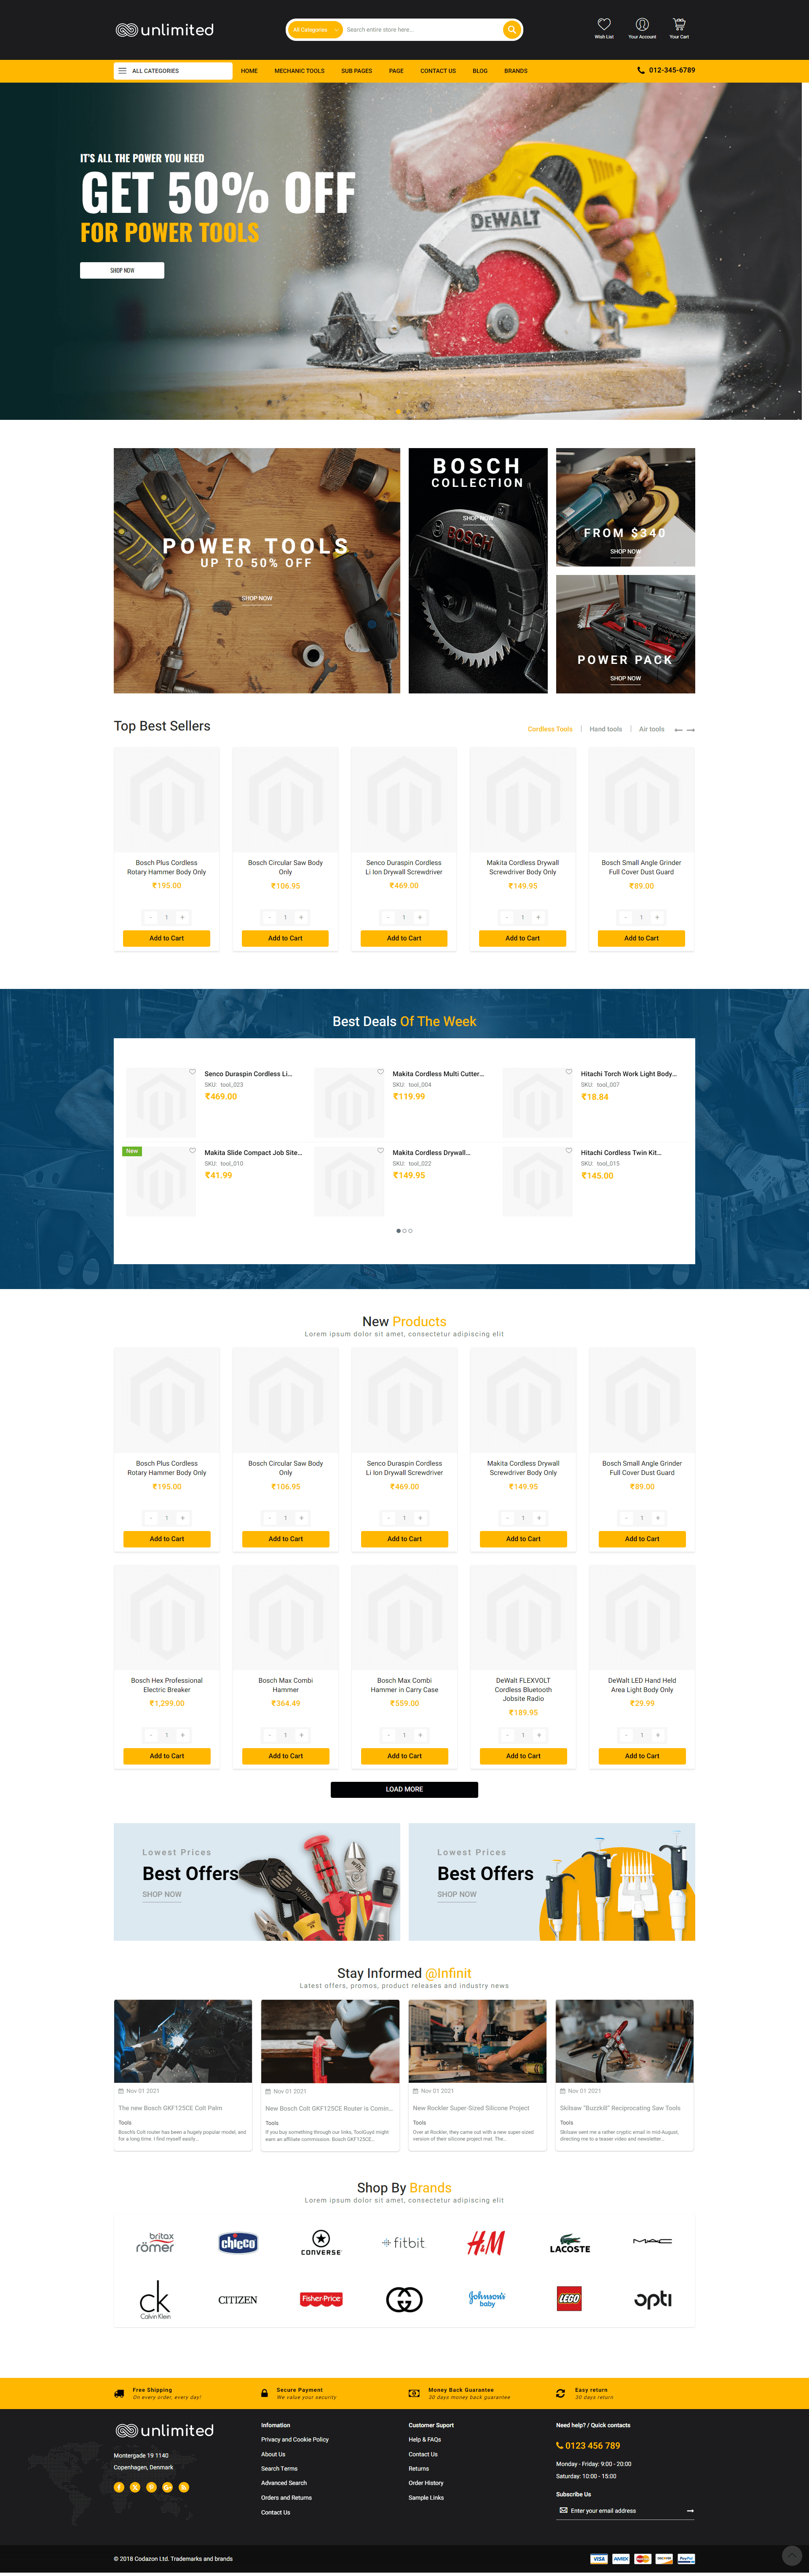 unlimited
All Categories
Search entire store here...
Wish List
Your Account
Your Cart
ALL CATEGORIES
HOME
MECHANIC TOOLS
SUB PAGES
PAGE
CONTACT US
BLOG
BRANDS
012-345-6789
IT'S ALL THE POWER YOU NEED
GET 50% OFF
FOR POWER TOOLS
SHOP NOW
DEWALT
POWER TOOLS
UP TO 50% OFF
SHOP NOW
BOSCH
COLLECTION
SHOP NOW
BOSCH
FROM $340
SHOP NOW
POWER PACK
SHOP NOW
Top Best Sellers
Cordless Tools
Hand tools
Air tools
Bosch Plus Cordless
Rotary Hammer Body Only
₹195.00
- 1 +
Add to Cart
Bosch Circular Saw Body
Only
₹106.95
- 1 +
Add to Cart
Senco Duraspin Cordless
Li Ion Drywall Screwdriver
₹469.00
- 1 +
Add to Cart
Makita Cordless Drywall
Screwdriver Body Only
₹149.95
- 1 +
Add to Cart
Bosch Small Angle Grinder
Full Cover Dust Guard
₹89.00
- 1 +
Add to Cart
Best Deals Of The Week
Senco Duraspin Cordless Li...
SKU: tool_023
₹469.00
Makita Cordless Multi Cutter...
SKU: tool_004
₹119.99
Hitachi Torch Work Light Body...
SKU: tool_007
₹18.84
New
Makita Slide Compact Job Site...
SKU: tool_010
₹41.99
Makita Cordless Drywall...
SKU: tool_022
₹149.95
Hitachi Cordless Twin Kit...
SKU: tool_015
₹145.00
New Products
Lorem ipsum dolor sit amet, consectetur adipiscing elit
Bosch Plus Cordless
Rotary Hammer Body Only
₹195.00
- 1 +
Add to Cart
Bosch Circular Saw Body
Only
₹106.95
- 1 +
Add to Cart
Senco Duraspin Cordless
Li Ion Drywall Screwdriver
₹469.00
- 1 +
Add to Cart
Makita Cordless Drywall
Screwdriver Body Only
₹149.95
- 1 +
Add to Cart
Bosch Small Angle Grinder
Full Cover Dust Guard
₹89.00
- 1 +
Add to Cart
Bosch Hex Professional
Electric Breaker
₹1,299.00
- 1 +
Add to Cart
Bosch Max Combi
Hammer
₹364.49
- 1 +
Add to Cart
Bosch Max Combi
Hammer in Carry Case
₹559.00
- 1 +
Add to Cart
DeWalt FLEXVOLT
Cordless Bluetooth
Jobsite Radio
₹189.95
- 1 +
Add to Cart
DeWalt LED Hand Held
Area Light Body Only
₹29.99
- 1 +
Add to Cart
LOAD MORE
Lowest Prices
Best Offers
SHOP NOW
wiha
Lowest Prices
Best Offers
SHOP NOW
Stay Informed @Infinit
Latest offers, promos, product releases and industry news
Nov 01 2021
The new Bosch GKF125CE Colt Palm
Tools
Bosch's Colt router has been a hugely popular model, and
for a long time. I find myself easily...
Nov 01 2021
New Bosch Colt GKF125CE Router is Comin...
Tools
If you buy something through our links, ToolGuyd might
earn an affiliate commission. Bosch GKF125CE...
Nov 01 2021
New Rockler Super-Sized Silicone Project
Tools
Over at Rockler, they came out with a new super-sized
version of their silicone project mat. The...
Nov 01 2021
Skilsaw "Buzzkill" Reciprocating Saw Tools
Tools
Skilsaw sent me a rather cryptic email in mid-August,
directing me to a teaser video and newsletter...
Shop By Brands
Lorem ipsum dolor sit amet, consectetur adipiscing elit
britax
römer
chicco
CONVERSE
fitbit
H&M
LACOSTE
MAC
ck
Calvin Klein
CITIZEN
Fisher-Price
Johnson's
baby
LEGO
opti
Free Shipping
On every order, every day!
Secure Payment
We value your security
Money Back Guarantee
30 days money back guarantee
Easy return
30 days return
unlimited
Montergade 19 1140
Copenhagen, Denmark
Infomation
Privacy and Cookie Policy
About Us
Search Terms
Advanced Search
Orders and Returns
Contact Us
Customer Suport
Help & FAQs
Contact Us
Returns
Order History
Sample Links
Need help? / Quick contacts
0123 456 789
Monday - Friday: 9:00 - 20:00
Saturday: 10:00 - 15:00
Subscribe Us
Enter your email address
© 2018 Codazon Ltd. Trademarks and brands
VISA
AMEX
MasterCard
DISCOVER
PayPal